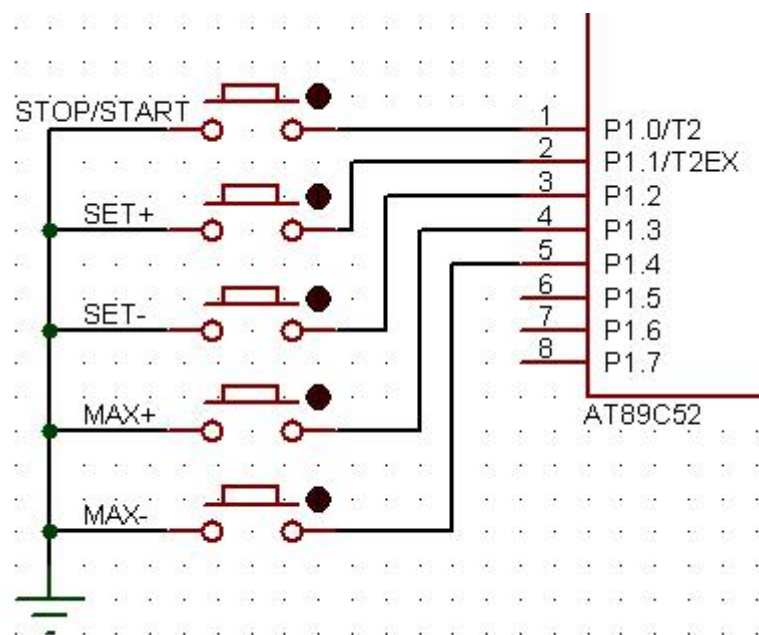 STOP/START
1
P1.0/T2
2
P1.1/T2EX
3
P1.2
SET+
4
P1.3
5
P1.4
6
P1.5
SET-
7
P1.6
8
P1.7
MAX+
AT89C52
MAX-